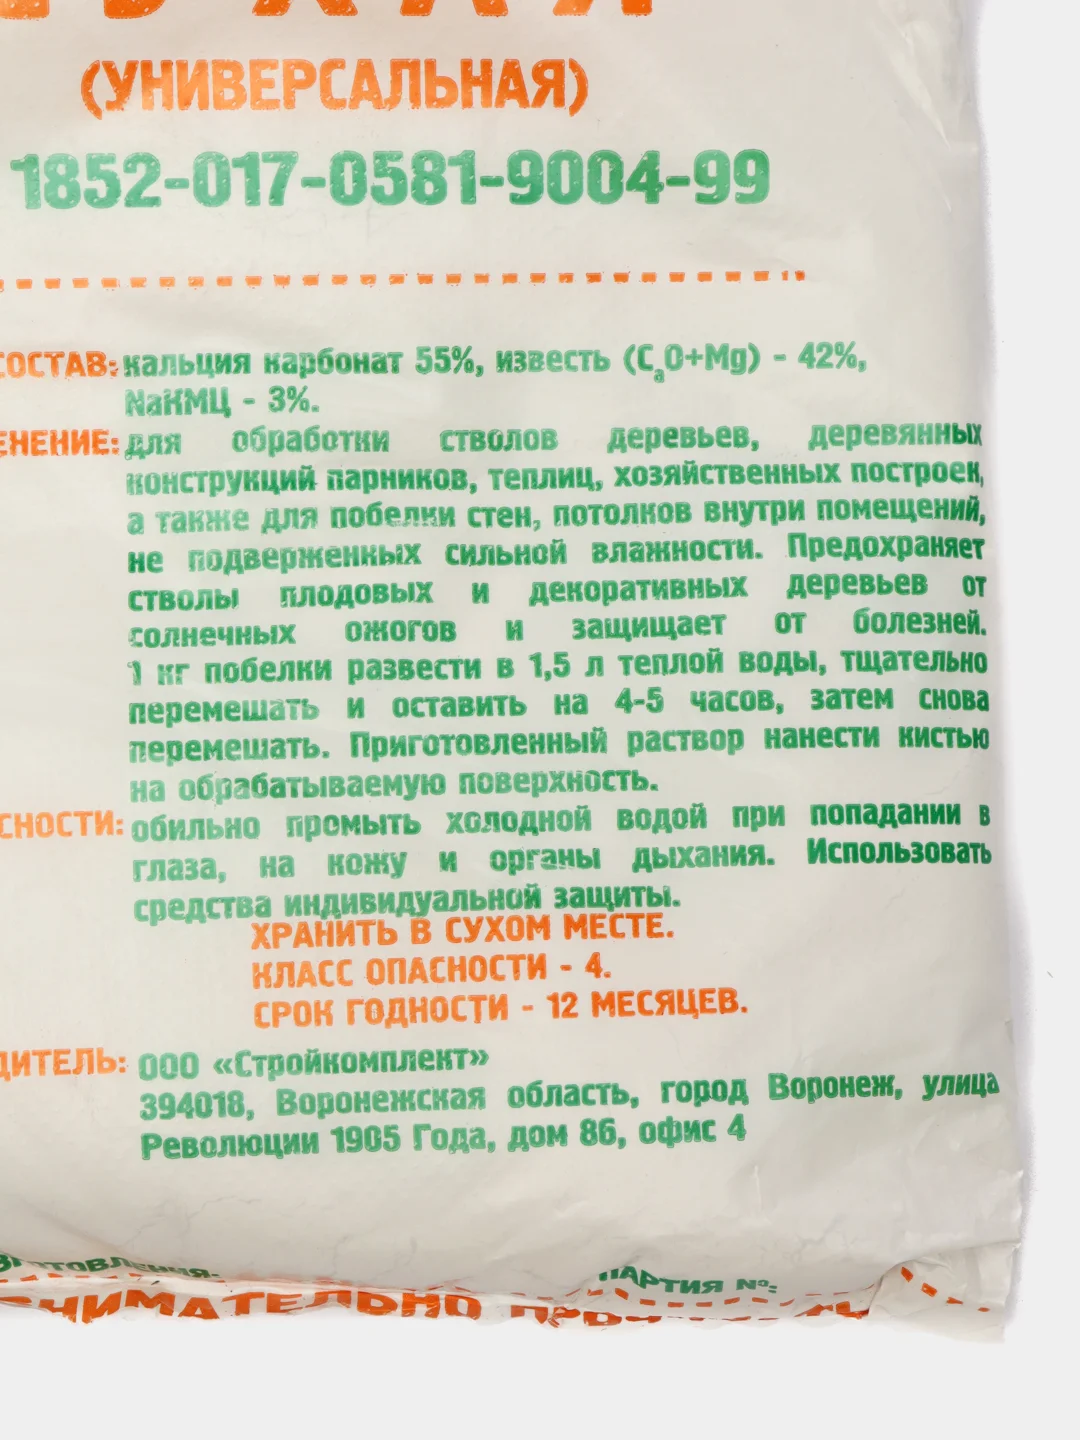 (УНИВЕРСАЛЬНАЯ)
1852-017-0581-9004-99
СОСТАВ: кальция карбонат 55%, известь (CaO+Mg) - 42%,
NaКМЦ - 3%.
для обработки стволов деревьев, деревянных
конструкций парников, теплиц, хозяйственных построек,
а также для побелки стен, потолков внутри помещений,
не подверженных сильной влажности. Предохраняет
стволы плодовых и декоративных деревьев от
солнечных ожогов и защищает от болезней.
1 кг побелки развести в 1,5 л теплой воды, тщательно
перемешать и оставить на 4-5 часов, затем снова
перемешать. Приготовленный раствор нанести кистью
на обрабатываемую поверхность.
обильно промыть холодной водой при попадании в
глаза, на кожу и органы дыхания. Использовать
средства индивидуальной защиты.
ХРАНИТЬ В СУХОМ МЕСТЕ.
КЛАСС ОПАСНОСТИ - 4.
СРОК ГОДНОСТИ - 12 МЕСЯЦЕВ.
ООО «Стройкомплект»
394018, Воронежская область, город Воронеж, улица
Революции 1905 Года, дом 86, офис 4
ПАРТИЯ №: